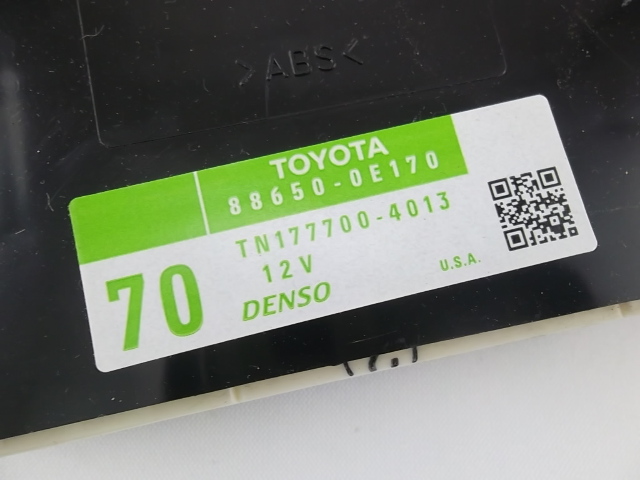 >ABS<
TOYOTA
88650-0E170
TN177700-4013
70
12V
DENSO
U.S.A.